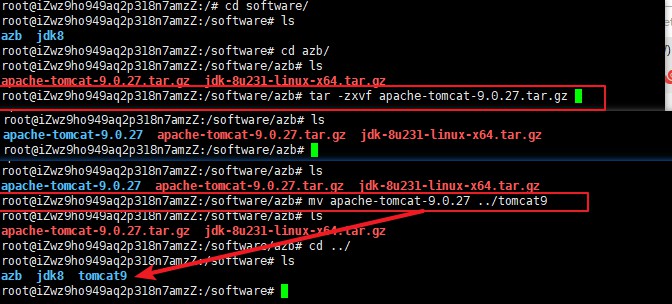 root@iZwz9ho949aq2p318n7amzZ:/# cd software/
root@iZwz9ho949aq2p318n7amzZ:/software# ls
azb  jdk8
root@iZwz9ho949aq2p318n7amzZ:/software# cd azb/
root@iZwz9ho949aq2p318n7amzZ:/software/azb# ls
apache-tomcat-9.0.27.tar.gz  jdk-8u231-linux-x64.tar.gz
root@iZwz9ho949aq2p318n7amzZ:/software/azb# tar -zxvf apache-tomcat-9.0.27.tar.gz
root@iZwz9ho949aq2p318n7amzZ:/software/azb# ls
apache-tomcat-9.0.27  apache-tomcat-9.0.27.tar.gz  jdk-8u231-linux-x64.tar.gz
root@iZwz9ho949aq2p318n7amzZ:/software/azb#
root@iZwz9ho949aq2p318n7amzZ:/software/azb# ls
apache-tomcat-9.0.27  apache-tomcat-9.0.27.tar.gz  jdk-8u231-linux-x64.tar.gz
root@iZwz9ho949aq2p318n7amzZ:/software/azb# mv apache-tomcat-9.0.27 ../tomcat9
root@iZwz9ho949aq2p318n7amzZ:/software/azb# ls
apache-tomcat-9.0.27.tar.gz  jdk-8u231-linux-x64.tar.gz
root@iZwz9ho949aq2p318n7amzZ:/software/azb# cd ../
root@iZwz9ho949aq2p318n7amzZ:/software# ls
azb  jdk8  tomcat9
root@iZwz9ho949aq2p318n7amzZ:/software#